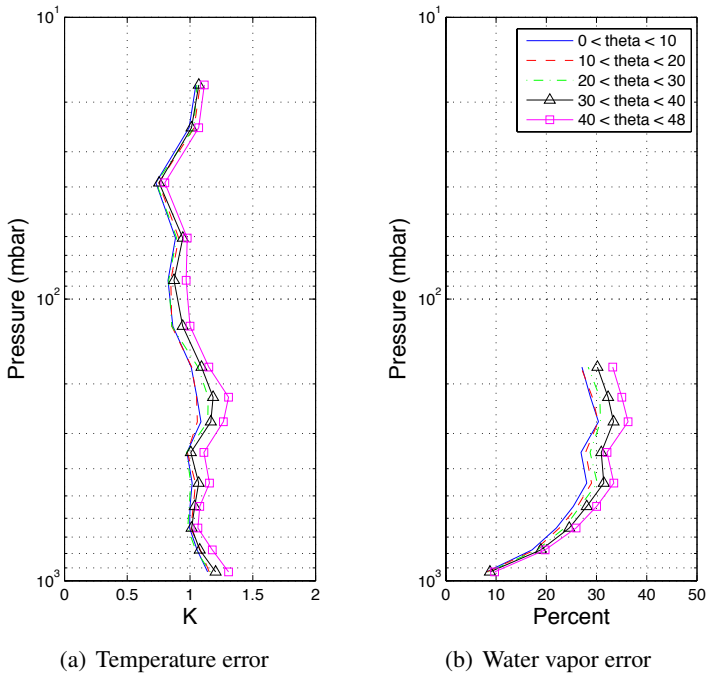 10^1
10^2
10^3
Pressure (mbar)
0
0.5
1
1.5
2
K
(a) Temperature error
10^1
10^2
10^3
Pressure (mbar)
0 < theta < 10
10 < theta < 20
20 < theta < 30
30 < theta < 40
40 < theta < 48
0
10
20
30
40
50
Percent
(b) Water vapor error